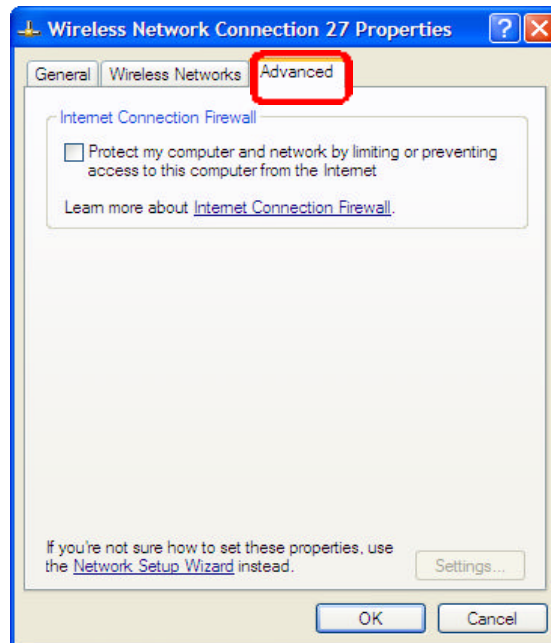 Wireless Network Connection 27 Properties
General Wireless Networks Advanced
Internet Connection Firewall
Protect my computer and network by limiting or preventing
access to this computer from the Internet
Learn more about Internet Connection Firewall.
If you're not sure how to set these properties, use
the Network Setup Wizard instead.
Settings...
OK Cancel